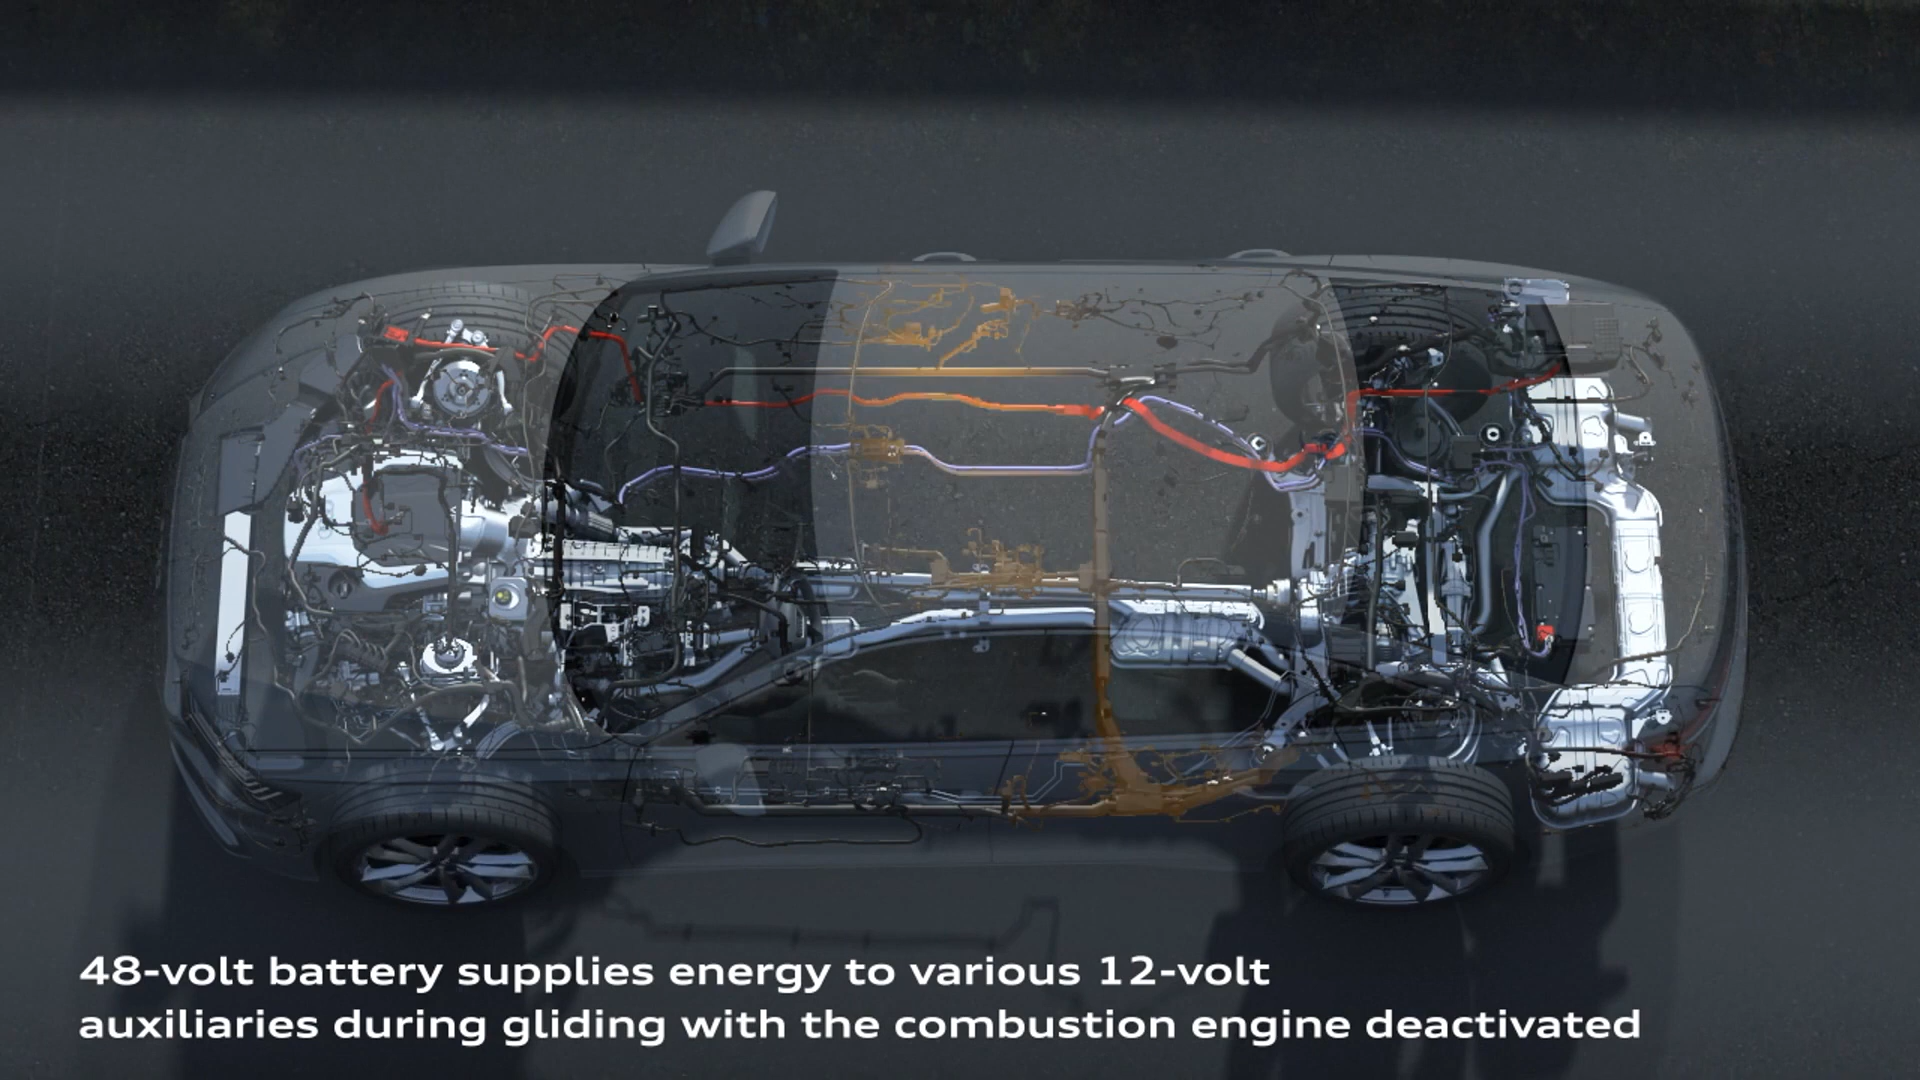 48-volt battery supplies energy to various 12-volt
auxiliaries during gliding with the combustion engine deactivated